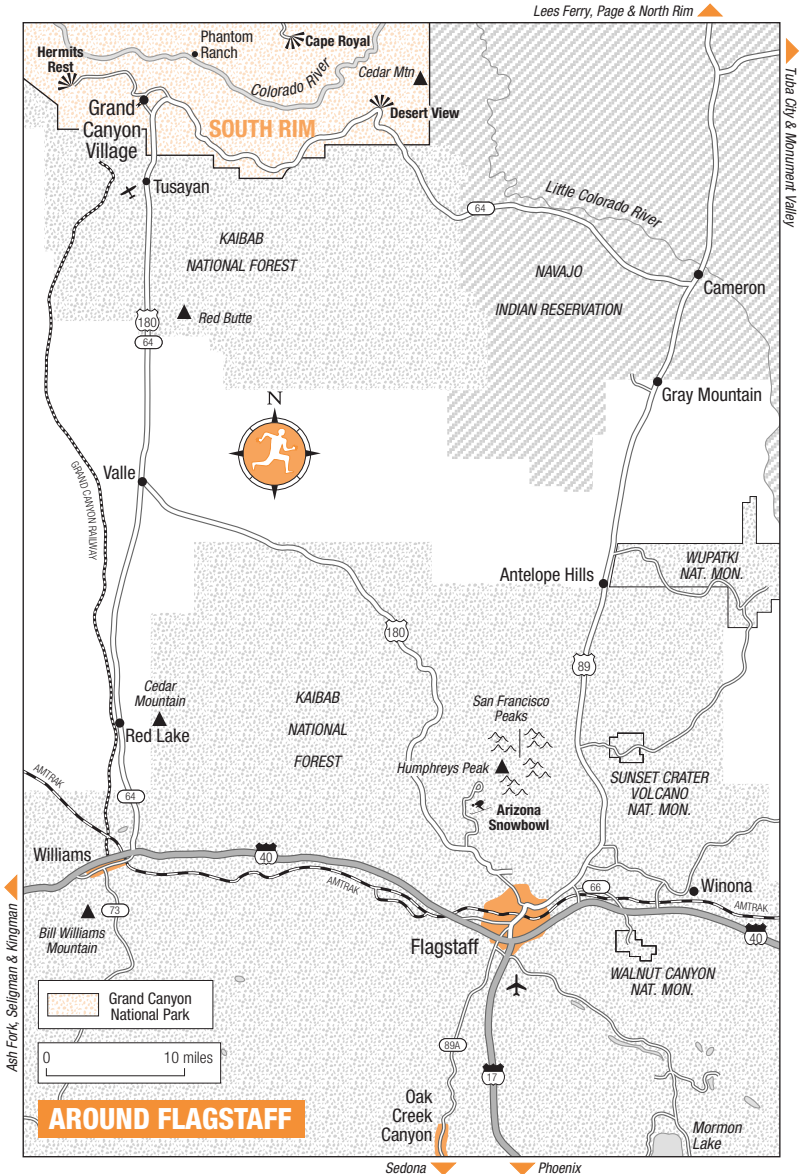 Lees Ferry, Page & North Rim
Tuba City & Monument Valley
Phantom
Ranch
Cape Royal
Hermits
Rest
Colorado River
Cedar Mtn
Grand
Canyon
Village
SOUTH RIM
Desert View
Tusayan
Little Colorado River
64
KAIBAB
NATIONAL FOREST
NAVAJO
INDIAN RESERVATION
Cameron
180
64
Red Butte
Gray Mountain
N
GRAND CANYON RAILWAY
Valle
WUPATKI
NAT. MON.
Antelope Hills
180
89
Cedar
Mountain
Red Lake
KAIBAB
NATIONAL
FOREST
San Francisco
Peaks
Humphreys Peak
SUNSET CRATER
VOLCANO
NAT. MON.
Arizona
Snowbowl
AMTRAK
64
Williams
40
AMTRAK
66
Winona
AMTRAK
40
73
Bill Williams
Mountain
Flagstaff
WALNUT CANYON
NAT. MON.
Ash Fork, Seligman & Kingman
Grand Canyon
National Park
0 10 miles
89A
17
Oak
Creek
Canyon
Mormon
Lake
AROUND FLAGSTAFF
Sedona
Phoenix